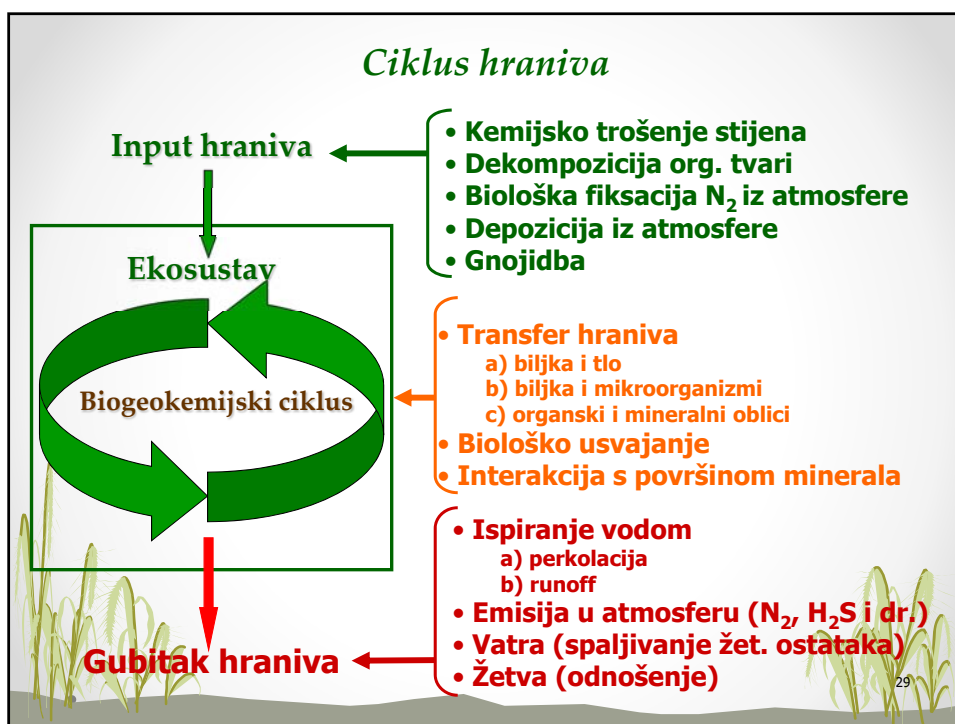 Ciklus hraniva
Input hraniva
• Kemijsko trošenje stijena
• Dekompozicija org. tvari
• Biološka fiksacija N₂ iz atmosfere
• Depozicija iz atmosfere
• Gnojidba
Ekosustav
Biogeokemijski ciklus
• Transfer hraniva
a) biljka i tlo
b) biljka i mikroorganizmi
c) organski i mineralni oblici
• Biološko usvajanje
• Interakcija s površinom minerala
Gubitak hraniva
• Ispiranje vodom
a) perkolacija
b) runoff
• Emisija u atmosferu (N₂, H₂S i dr.)
• Vatra (spaljivanje žet. ostataka)
• Žetva (odnošenje)
29